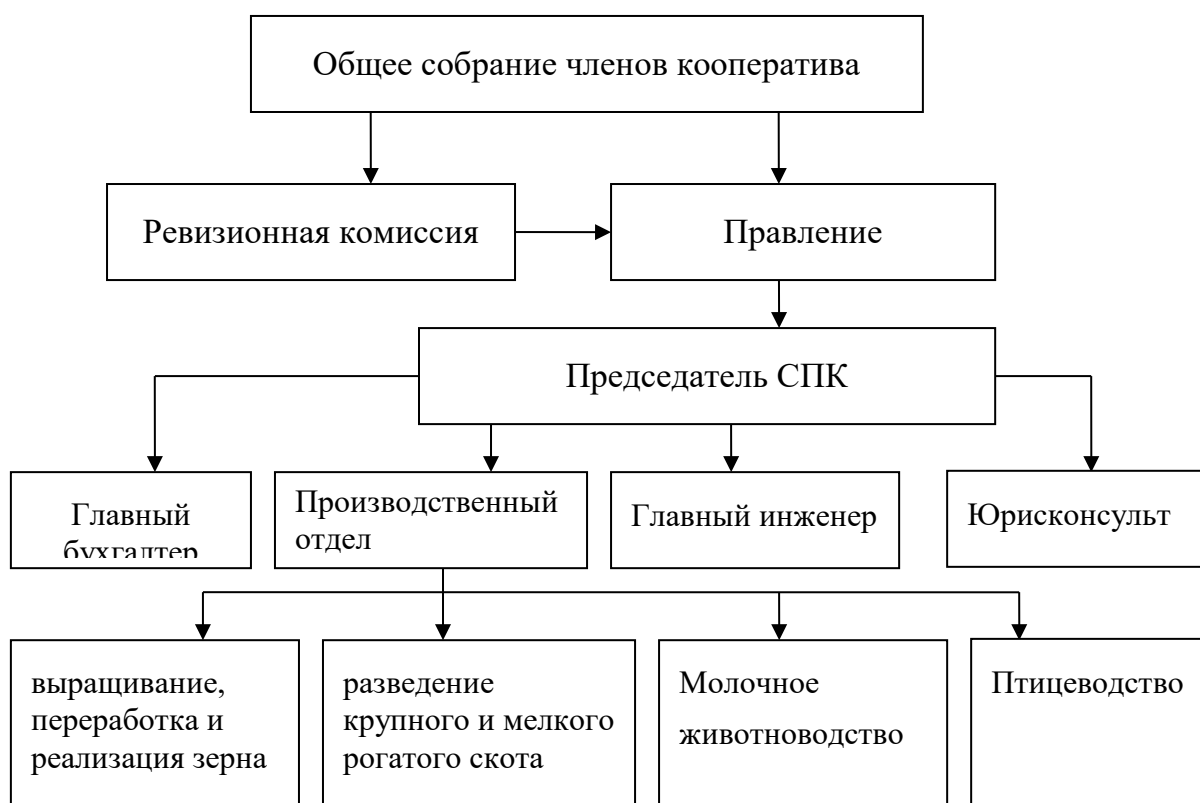 Общее собрание членов кооператива
Ревизионная комиссия
Правление
Председатель СПК
Главный
бухгалтер
Производственный
отдел
Главный инженер
Юрисконсульт
выращивание,
переработка и
реализация зерна
разведение
крупного и мелкого
рогатого скота
Молочное
животноводство
Птицеводство